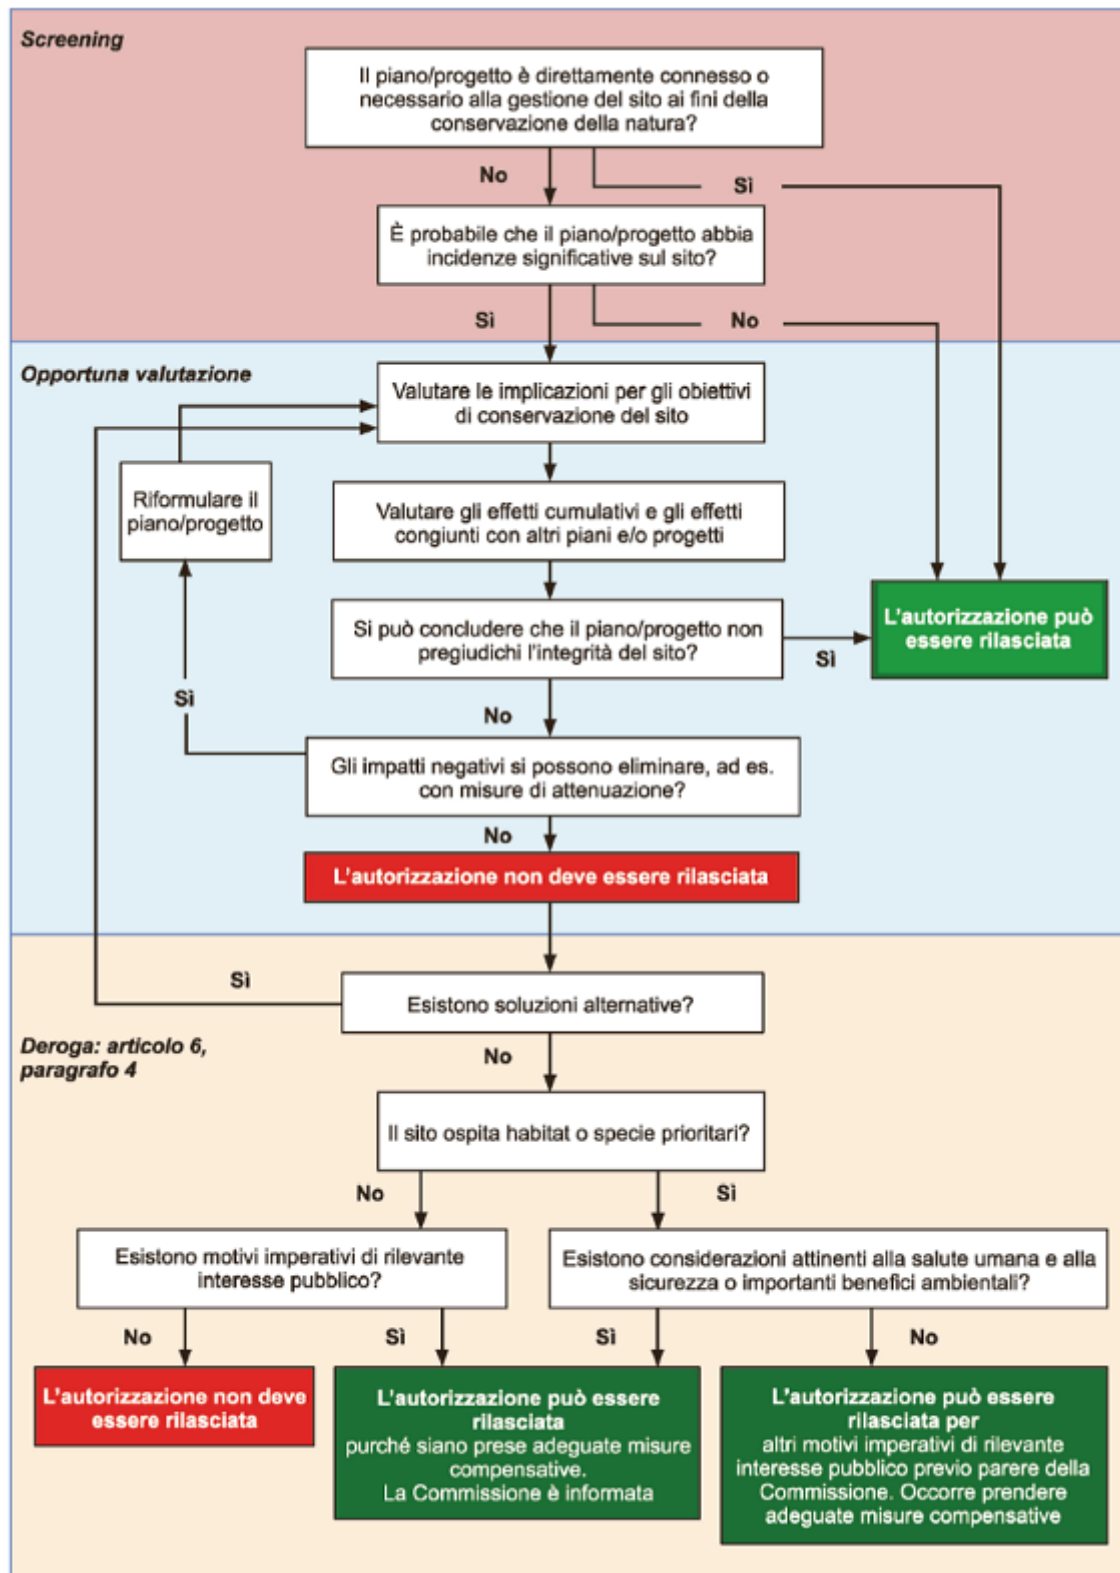 Screening
Il piano/progetto è direttamente connesso o
necessario alla gestione del sito ai fini della
conservazione della natura?
No
Sì
È probabile che il piano/progetto abbia
incidenze significative sul sito?
Sì
No
Opportuna valutazione
Valutare le implicazioni per gli obiettivi
di conservazione del sito
Riformulare il
piano/progetto
Valutare gli effetti cumulativi e gli effetti
congiunti con altri piani e/o progetti
Si può concludere che il piano/progetto non
pregiudichi l'integrità del sito?
Sì
L'autorizzazione può
essere rilasciata
Sì
No
Gli impatti negativi si possono eliminare, ad es.
con misure di attenuazione?
No
L'autorizzazione non deve essere rilasciata
Sì
Esistono soluzioni alternative?
Deroga: articolo 6,
paragrafo 4
No
Il sito ospita habitat o specie prioritari?
No
Sì
Esistono motivi imperativi di rilevante
interesse pubblico?
Esistono considerazioni attinenti alla salute umana e alla
sicurezza o importanti benefici ambientali?
No
Sì
Sì
No
L'autorizzazione non deve
essere rilasciata
L'autorizzazione può essere
rilasciata
purché siano prese adeguate misure
compensative.
La Commissione è informata
L'autorizzazione può essere
rilasciata per
altri motivi imperativi di rilevante
interesse pubblico previo parere della
Commissione. Occorre prendere
adeguate misure compensative